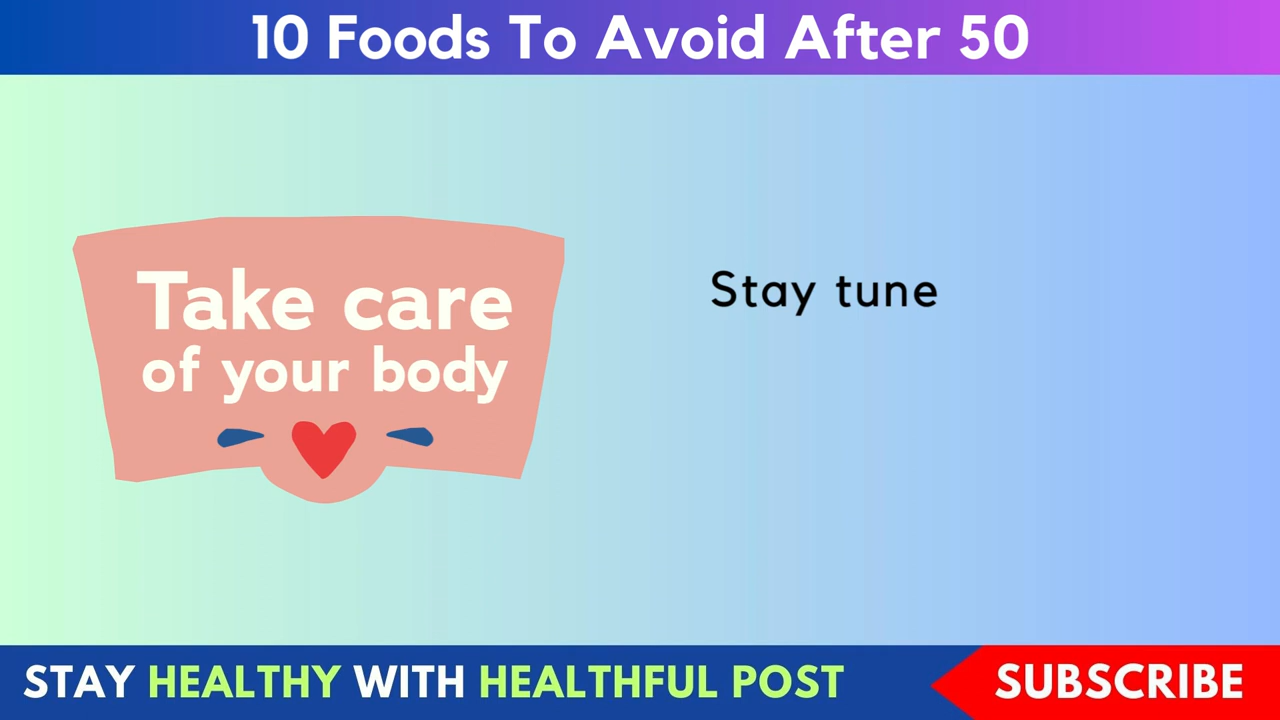 10 Foods To Avoid After 50
Take care
of your body
Stay tune
STAY HEALTHY WITH HEALTHFUL POST
SUBSCRIBE